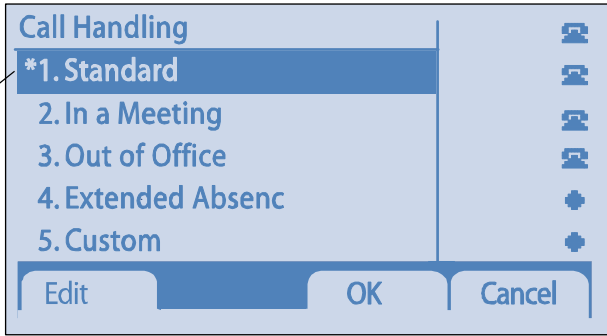 Call Handling
*1. Standard
2. In a Meeting
3. Out of Office
4. Extended Absenc
5. Custom
Edit OK Cancel